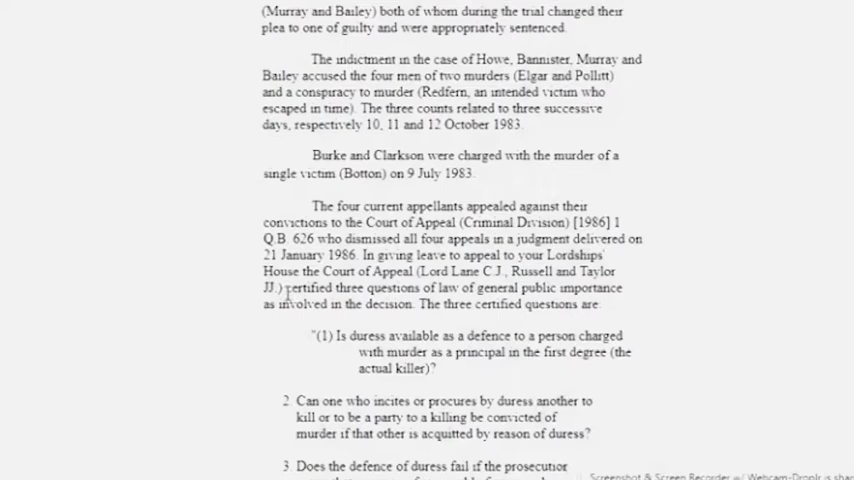 (Murray and Bailey) both of whom during the trial changed their
plea to one of guilty and were appropriately sentenced.
The indictment in the case of Howe, Bannister, Murray and
Bailey accused the four men of two murders (Elgar and Pollitt)
and a conspiracy to murder (Redfern, an intended victim who
escaped in time). The three counts related to three successive
days, respectively 10, 11 and 12 October 1983.
Burke and Clarkson were charged with the murder of a
single victim (Botton) on 9 July 1983.
The four current appellants appealed against their
convictions to the Court of Appeal (Criminal Division) [1986] 1
Q.B. 626 who dismissed all four appeals in a judgment delivered on
21 January 1986. In giving leave to appeal to your Lordships'
House the Court of Appeal (Lord Lane C.J., Russell and Taylor
JJ.) certified three questions of law of general public importance
as involved in the decision. The three certified questions are:
"(1) Is duress available as a defence to a person charged
with murder as a principal in the first degree (the
actual killer)?
2. Can one who incites or procures by duress another to
kill or to be a party to a killing be convicted of
murder if that other is acquitted by reason of duress?
3. Does the defence of duress fail if the prosecution
Screenshot & Screen Recorder w/ Webcam-Droplr is shar